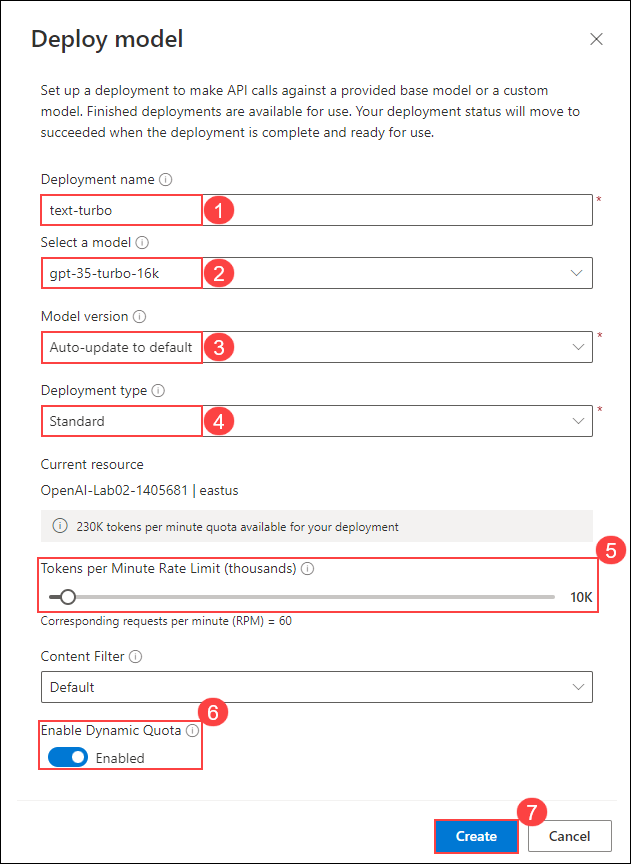 Deploy model
Set up a deployment to make API calls against a provided base model or a custom
model. Finished deployments are available for use. Your deployment status will move to
succeeded when the deployment is complete and ready for use.
Deployment name
text-turbo
1
*
Select a model
gpt-35-turbo-16k
2
Model version
Auto-update to default
3
*
Deployment type
Standard
4
*
Current resource
OpenAI-Lab02-1405681 | eastus
230K tokens per minute quota available for your deployment
5
Tokens per Minute Rate Limit (thousands)
10K
Corresponding requests per minute (RPM) = 60
Content Filter
Default
6
Enable Dynamic Quota
Enabled
7
Create
Cancel